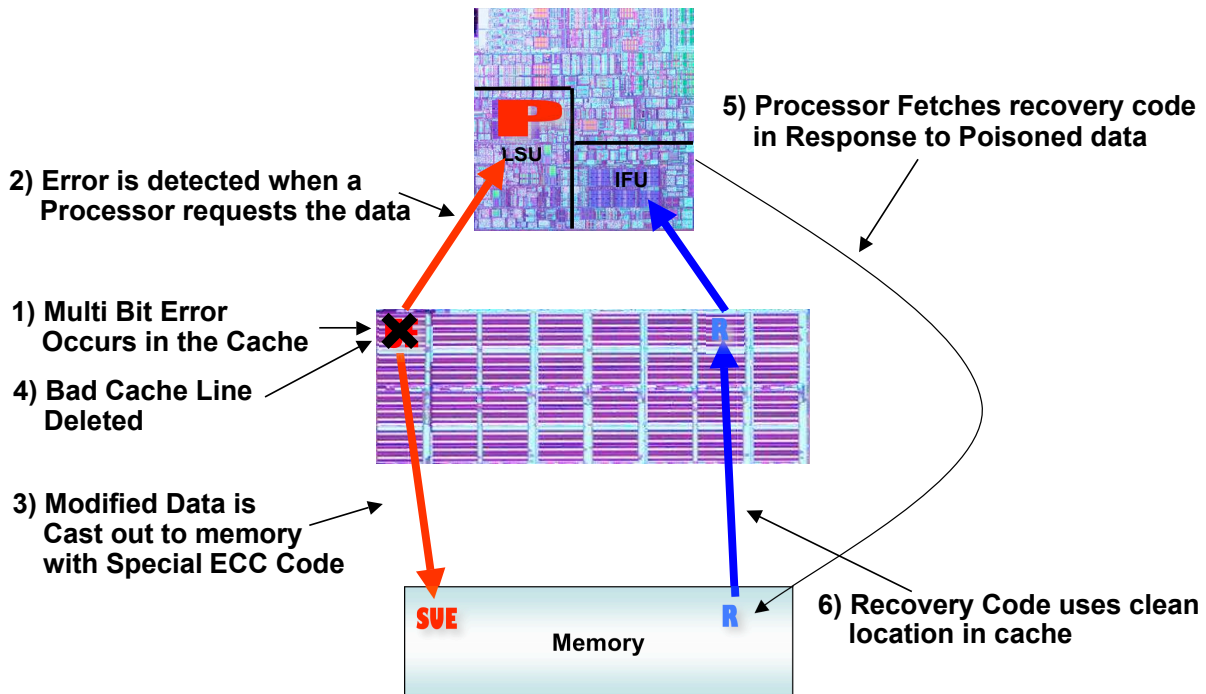 P
LSU
IFU
5) Processor Fetches recovery code
in Response to Poisoned data
2) Error is detected when a
Processor requests the data
1) Multi Bit Error
Occurs in the Cache
R
4) Bad Cache Line
Deleted
3) Modified Data is
Cast out to memory
with Special ECC Code
SUE
R
Memory
6) Recovery Code uses clean
location in cache